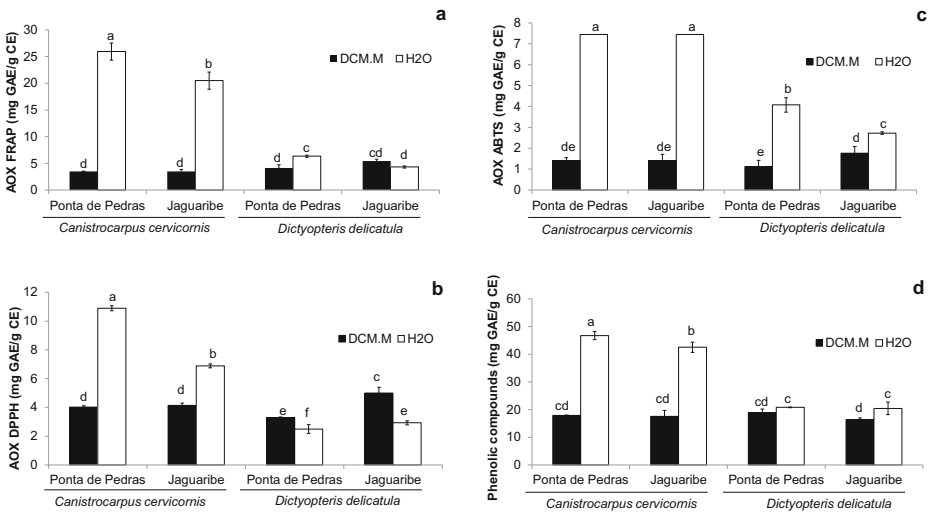 a
AOX FRAP (mg GAE/g CE)
30
25
20
15
10
5
0
DCM.M H2O
d a d b d c cd d
Ponta de Pedras Jaguaribe Ponta de Pedras Jaguaribe
Canistrocarpus cervicornis Dictyopteris delicatula
c
AOX ABTS (mg GAE/g CE)
8
7
6
5
4
3
2
1
0
DCM.M H2O
de a de a e b d c
Ponta de Pedras Jaguaribe Ponta de Pedras Jaguaribe
Canistrocarpus cervicornis Dictyopteris delicatula
b
AOX DPPH (mg GAE/g CE)
12
10
8
6
4
2
0
DCM.M H2O
d a d b e f c e
Ponta de Pedras Jaguaribe Ponta de Pedras Jaguaribe
Canistrocarpus cervicornis Dictyopteris delicatula
d
Phenolic compounds (mg GAE/g CE)
60
50
40
30
20
10
0
DCM.M H2O
cd a cd b cd c d c
Ponta de Pedras Jaguaribe Ponta de Pedras Jaguaribe
Canistrocarpus cervicornis Dictyopteris delicatula